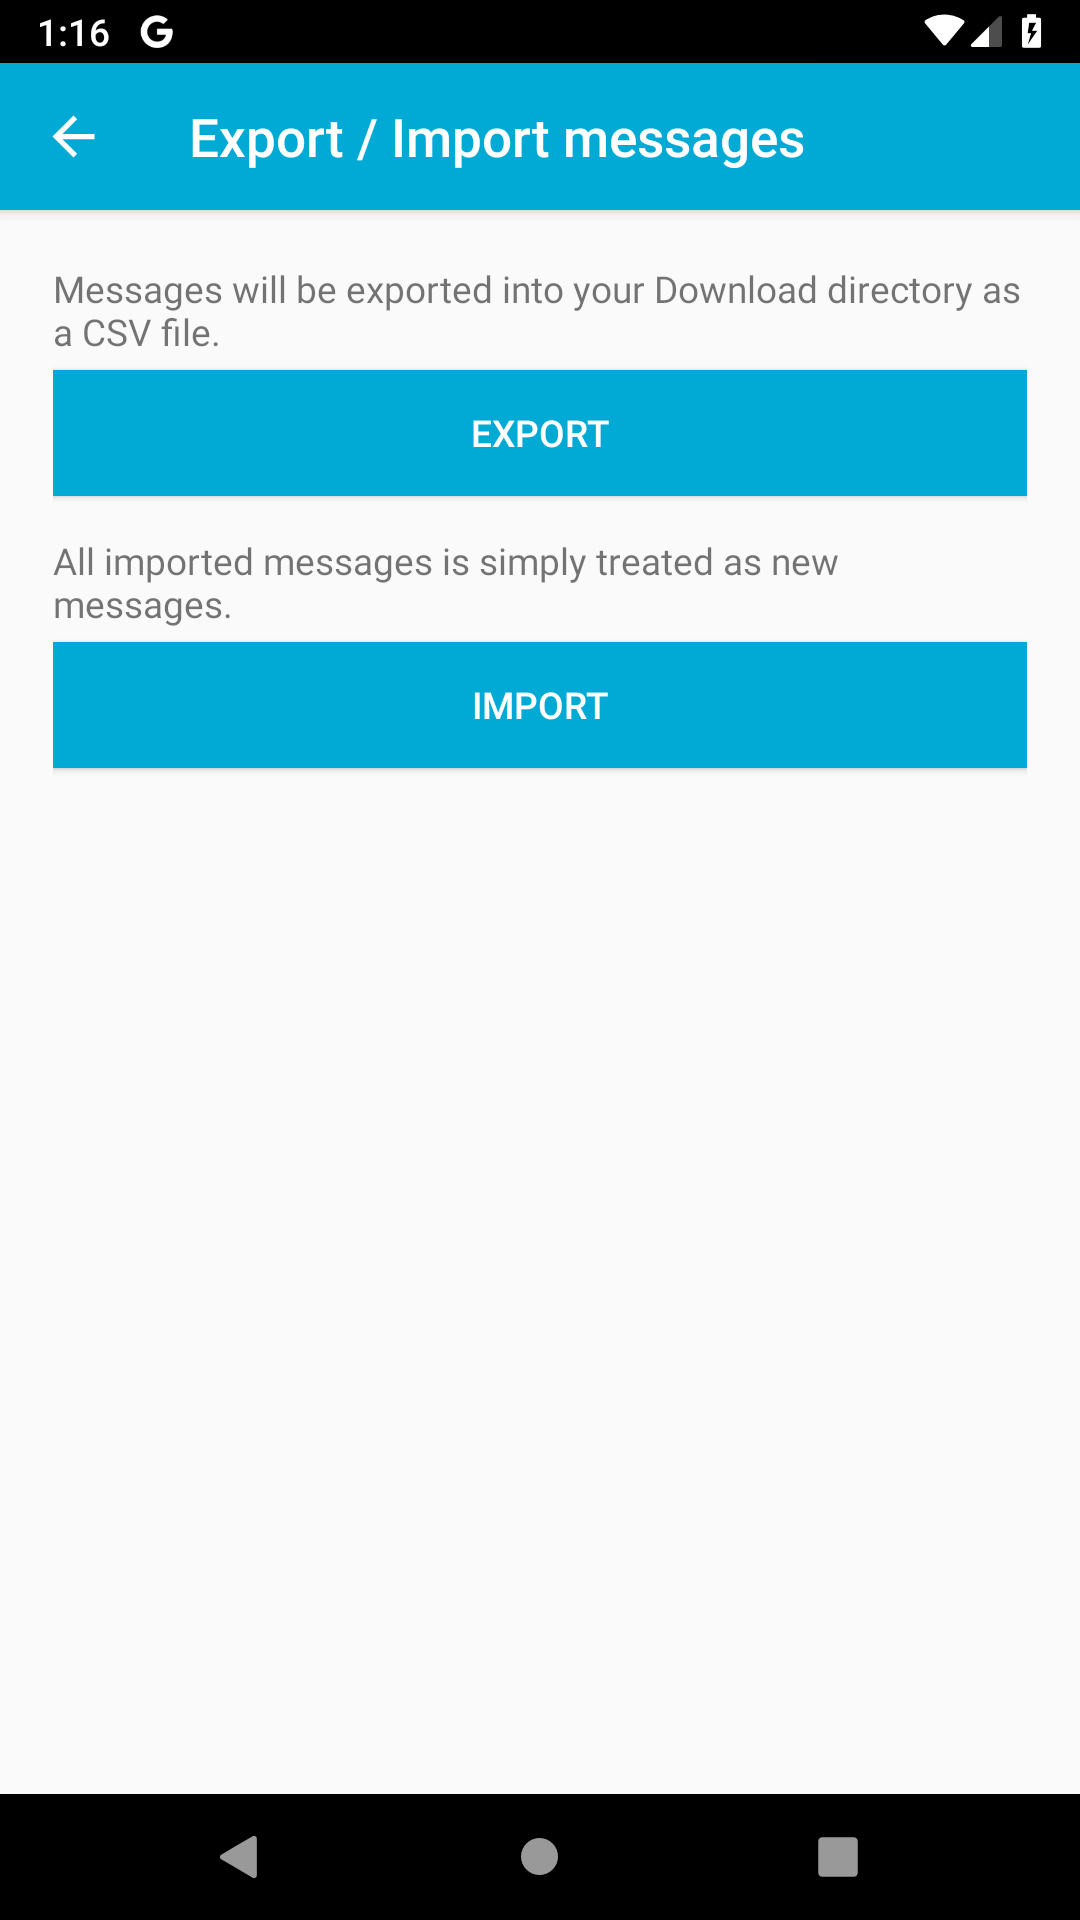 1:16 G
Export / Import messages
Messages will be exported into your Download directory as
a CSV file.
EXPORT
All imported messages is simply treated as new
messages.
IMPORT